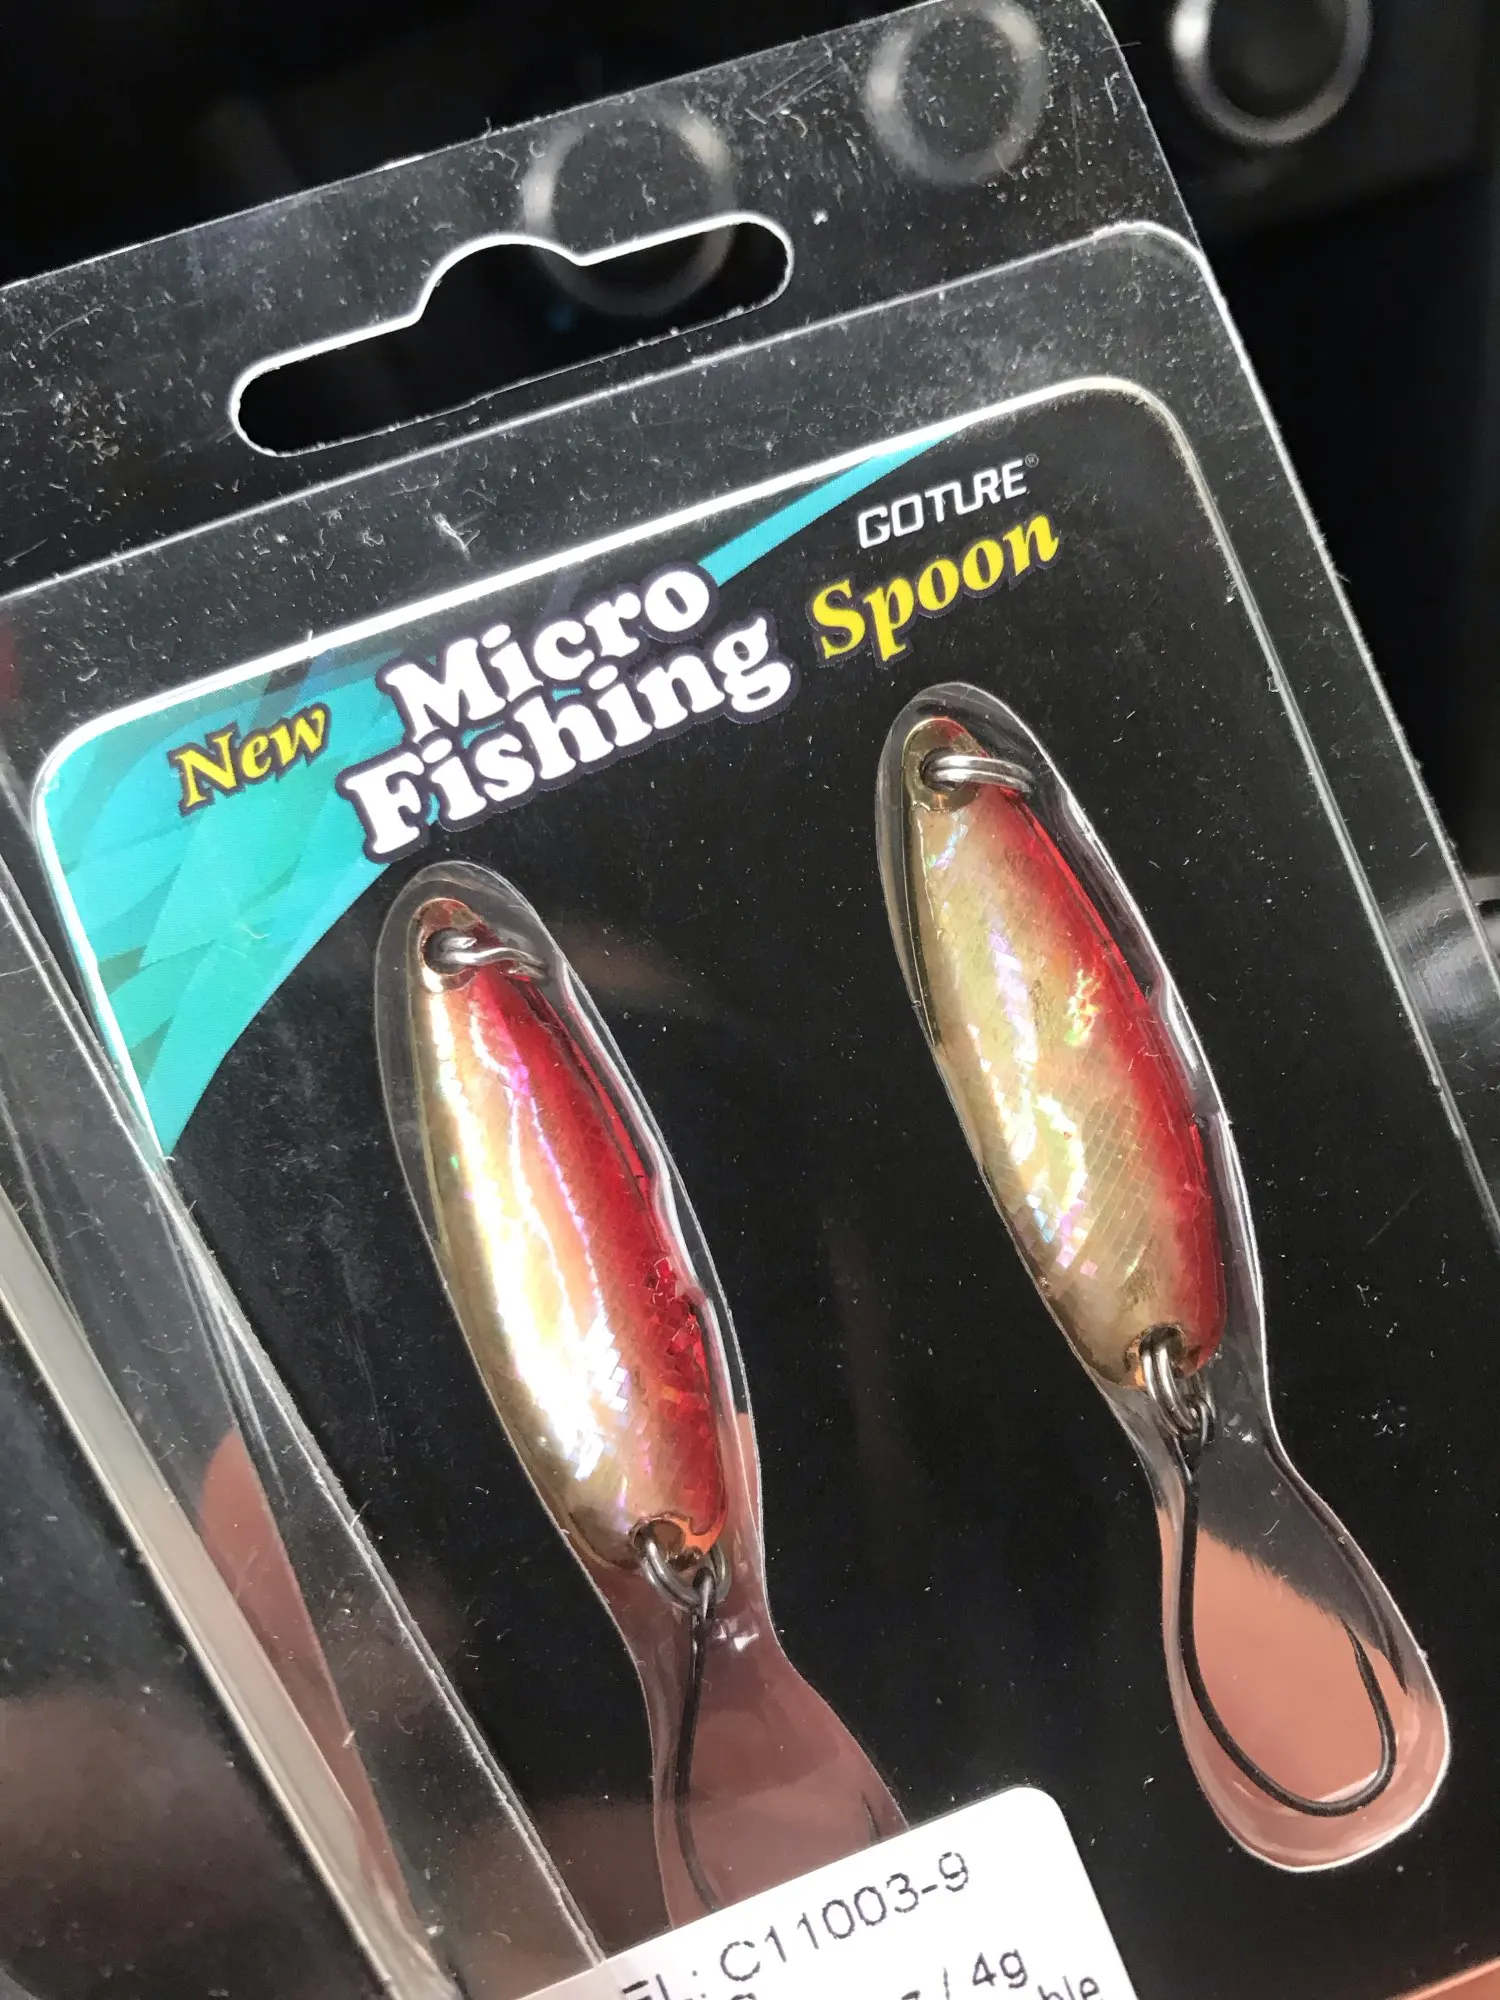 GOTURE®
New Micro Fishing Spoon
C11003-9
/ 4g